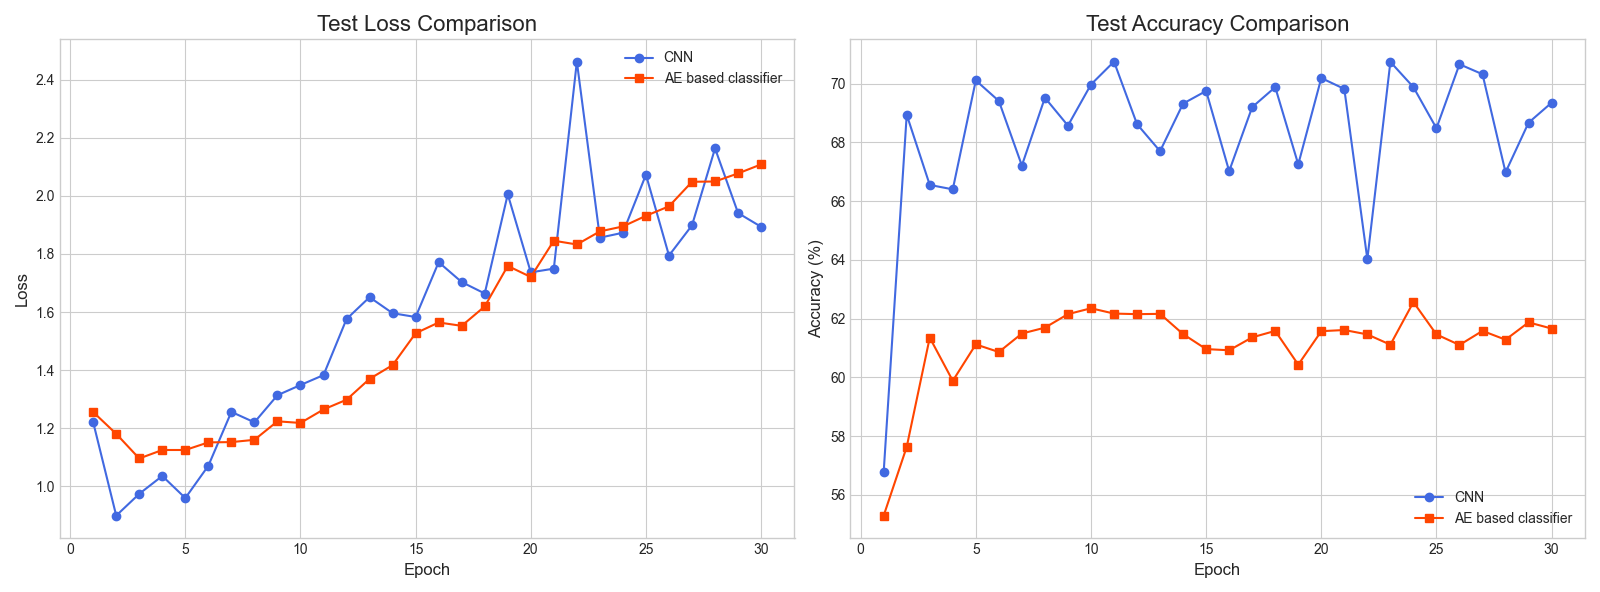 Test Loss Comparison
CNN
AE based classifier
2.4
2.2
2.0
1.8
1.6
1.4
1.2
1.0
Loss
0 5 10 15 20 25 30
Epoch
Test Accuracy Comparison
70
68
66
64
62
60
58
56
Accuracy (%)
CNN
AE based classifier
0 5 10 15 20 25 30
Epoch